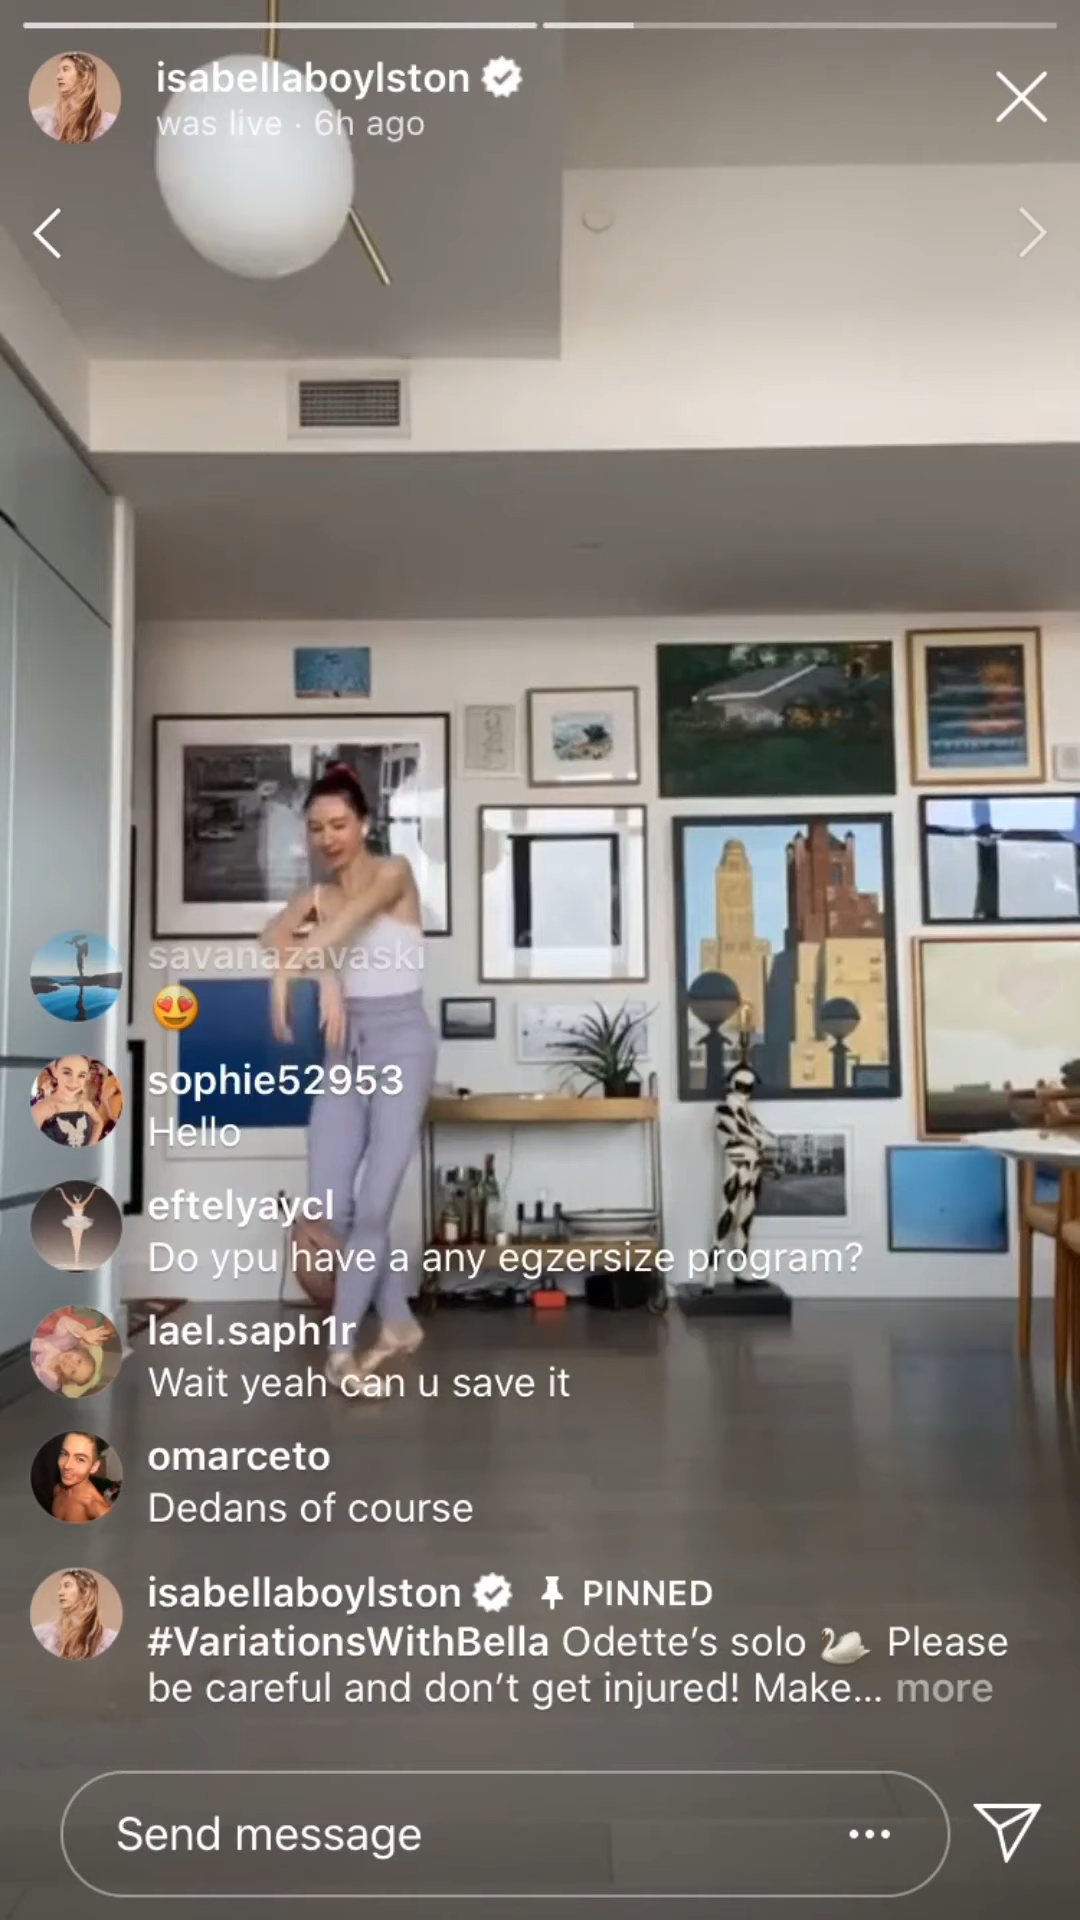 isabellaboylston
was live · 6h ago
savanazavaski
😍
sophie52953
Hello
eftelyaycl
Do ypu have a any egzersize program?
lael.saph1r
Wait yeah can u save it
omarceto
Dedans of course
isabellaboylston PINNED
#VariationsWithBella Odette’s solo 🦢 Please
be careful and don’t get injured! Make... more
Send message